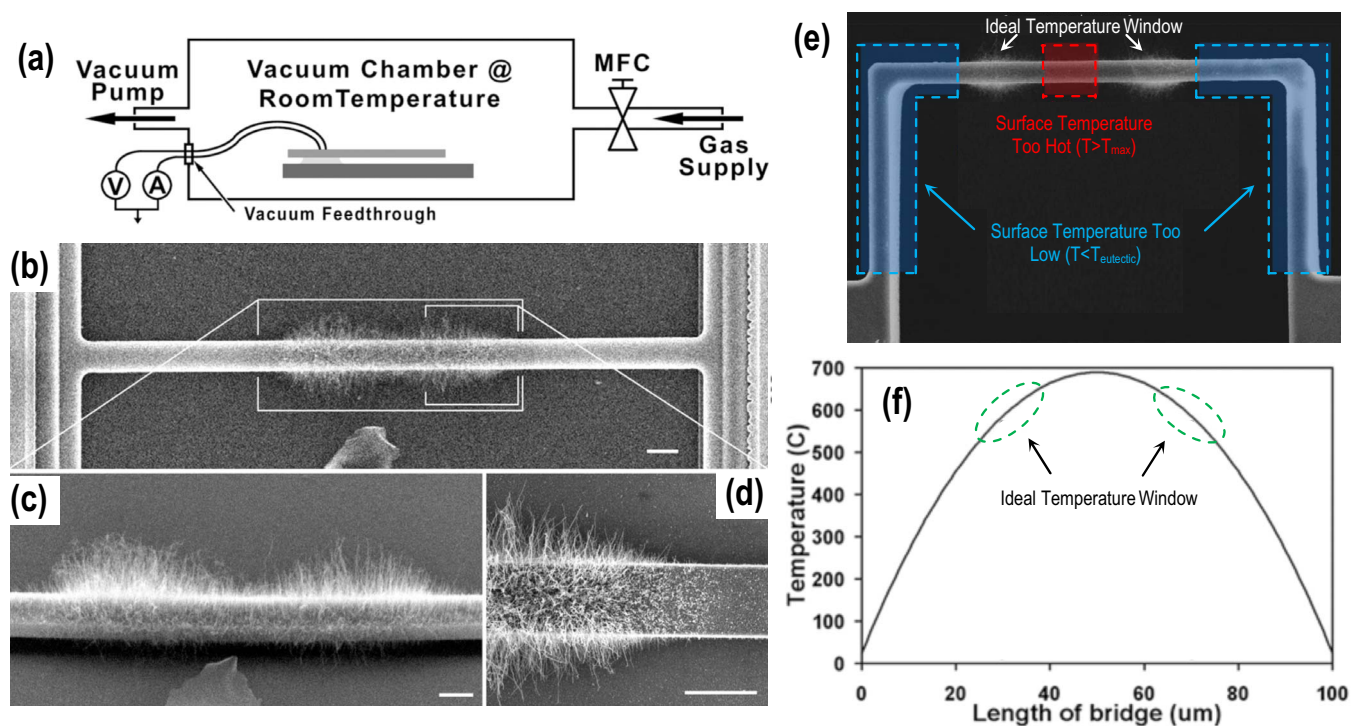 (a)
Vacuum
Pump
Vacuum Chamber @
RoomTemperature
MFC
Gas
Supply
V
A
Vacuum Feedthrough
(b)
(c)
(d)
(e)
Ideal Temperature Window
Surface Temperature
Too Hot (T>Tmax)
Surface Temperature Too
Low (T<Teutectic)
(f)
Temperature (C)
700
600
500
400
300
200
100
0
Ideal Temperature Window
0 20 40 60 80 100
Length of bridge (um)